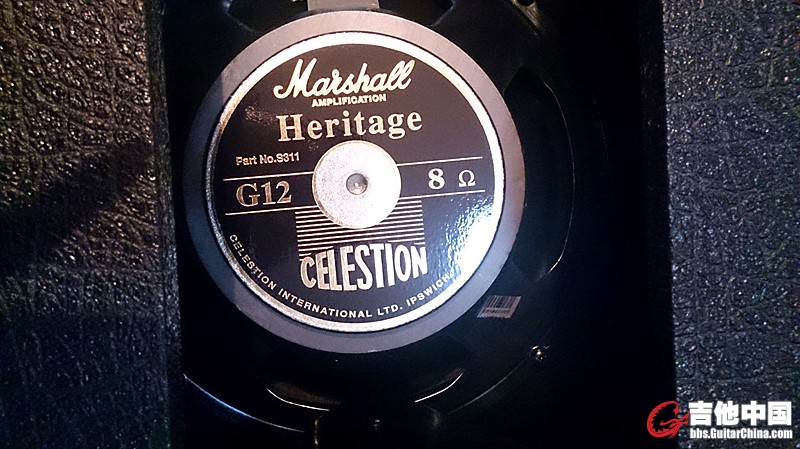 Marshall
AMPLIFICATION
Heritage
Part No.S311
G12
8 Ω
CELESTION
CELESTION INTERNATIONAL LTD. IPSWICH
吉他中国
bbs.GuitarChina.com